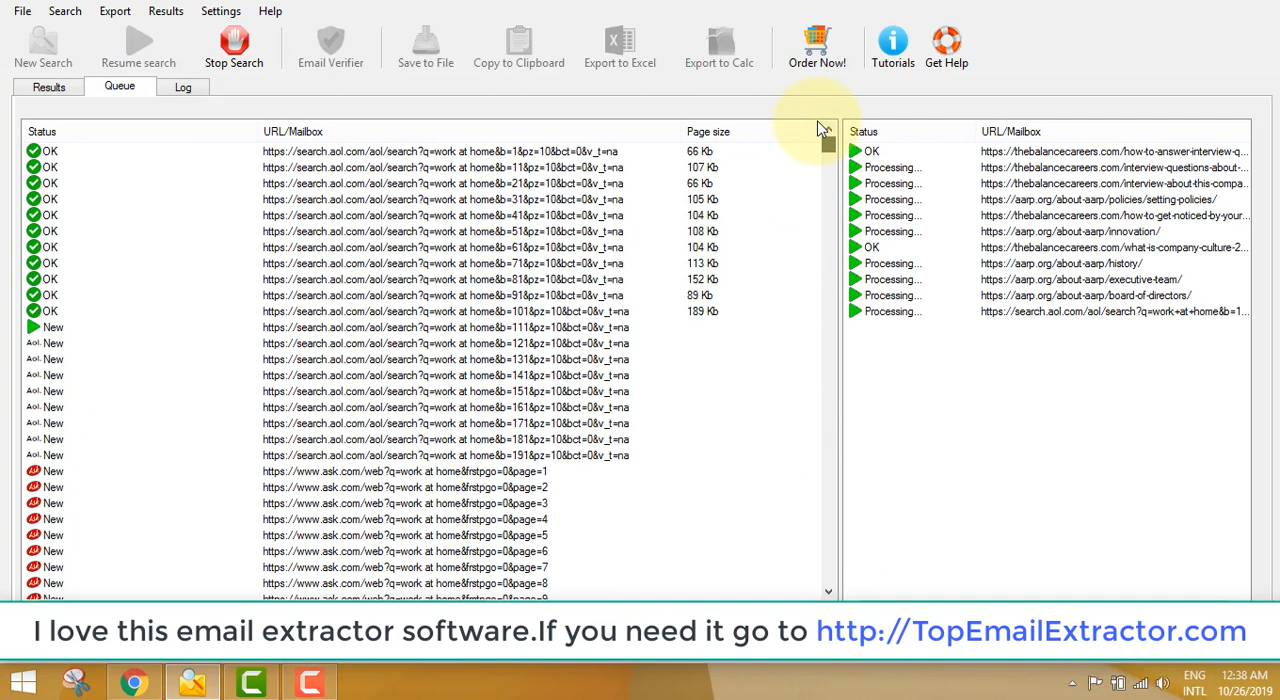 File Search Export Results Settings Help
New Search Resume search Stop Search Email Verifier Save to File Copy to Clipboard Export to Excel Export to Calc Order Now! Tutorials Get Help
Results Queue Log
Status URL/Mailbox Page size
OK https://search.aol.com/aol/search?q=work at home&b=1&pz=10&bct=0&v_t=na 66 Kb
OK https://search.aol.com/aol/search?q=work at home&b=11&pz=10&bct=0&v_t=na 107 Kb
OK https://search.aol.com/aol/search?q=work at home&b=21&pz=10&bct=0&v_t=na 66 Kb
OK https://search.aol.com/aol/search?q=work at home&b=31&pz=10&bct=0&v_t=na 105 Kb
OK https://search.aol.com/aol/search?q=work at home&b=41&pz=10&bct=0&v_t=na 104 Kb
OK https://search.aol.com/aol/search?q=work at home&b=51&pz=10&bct=0&v_t=na 108 Kb
OK https://search.aol.com/aol/search?q=work at home&b=61&pz=10&bct=0&v_t=na 104 Kb
OK https://search.aol.com/aol/search?q=work at home&b=71&pz=10&bct=0&v_t=na 113 Kb
OK https://search.aol.com/aol/search?q=work at home&b=81&pz=10&bct=0&v_t=na 152 Kb
OK https://search.aol.com/aol/search?q=work at home&b=91&pz=10&bct=0&v_t=na 89 Kb
OK https://search.aol.com/aol/search?q=work at home&b=101&pz=10&bct=0&v_t=na 189 Kb
New https://search.aol.com/aol/search?q=work at home&b=111&pz=10&bct=0&v_t=na
Aol. New https://search.aol.com/aol/search?q=work at home&b=121&pz=10&bct=0&v_t=na
Aol. New https://search.aol.com/aol/search?q=work at home&b=131&pz=10&bct=0&v_t=na
Aol. New https://search.aol.com/aol/search?q=work at home&b=141&pz=10&bct=0&v_t=na
Aol. New https://search.aol.com/aol/search?q=work at home&b=151&pz=10&bct=0&v_t=na
Aol. New https://search.aol.com/aol/search?q=work at home&b=161&pz=10&bct=0&v_t=na
Aol. New https://search.aol.com/aol/search?q=work at home&b=171&pz=10&bct=0&v_t=na
Aol. New https://search.aol.com/aol/search?q=work at home&b=181&pz=10&bct=0&v_t=na
Aol. New https://search.aol.com/aol/search?q=work at home&b=191&pz=10&bct=0&v_t=na
Ask New https://www.ask.com/web?q=work at home&frstpgo=0&page=1
Ask New https://www.ask.com/web?q=work at home&frstpgo=0&page=2
Ask New https://www.ask.com/web?q=work at home&frstpgo=0&page=3
Ask New https://www.ask.com/web?q=work at home&frstpgo=0&page=4
Ask New https://www.ask.com/web?q=work at home&frstpgo=0&page=5
Ask New https://www.ask.com/web?q=work at home&frstpgo=0&page=6
Ask New https://www.ask.com/web?q=work at home&frstpgo=0&page=7
Ask New https://www.ask.com/web?q=work at home&frstpgo=0&page=8
Status URL/Mailbox
OK https://thebalancecareers.com/how-to-answer-interview-q...
Processing... https://thebalancecareers.com/interview-questions-about-...
Processing... https://thebalancecareers.com/interview-about-this-compa...
Processing... https://aarp.org/about-aarp/policies/setting-policies/
Processing... https://thebalancecareers.com/how-to-get-noticed-by-your...
Processing... https://aarp.org/about-aarp/innovation/
OK https://thebalancecareers.com/what-is-company-culture-2...
Processing... https://aarp.org/about-aarp/history/
Processing... https://aarp.org/about-aarp/executive-team/
Processing... https://aarp.org/about-aarp/board-of-directors/
Processing... https://search.aol.com/aol/search?q=work+at+home&b=1...
I love this email extractor software.If you need it go to http://TopEmailExtractor.com
ENG 12:38 AM
INTL 10/26/2019